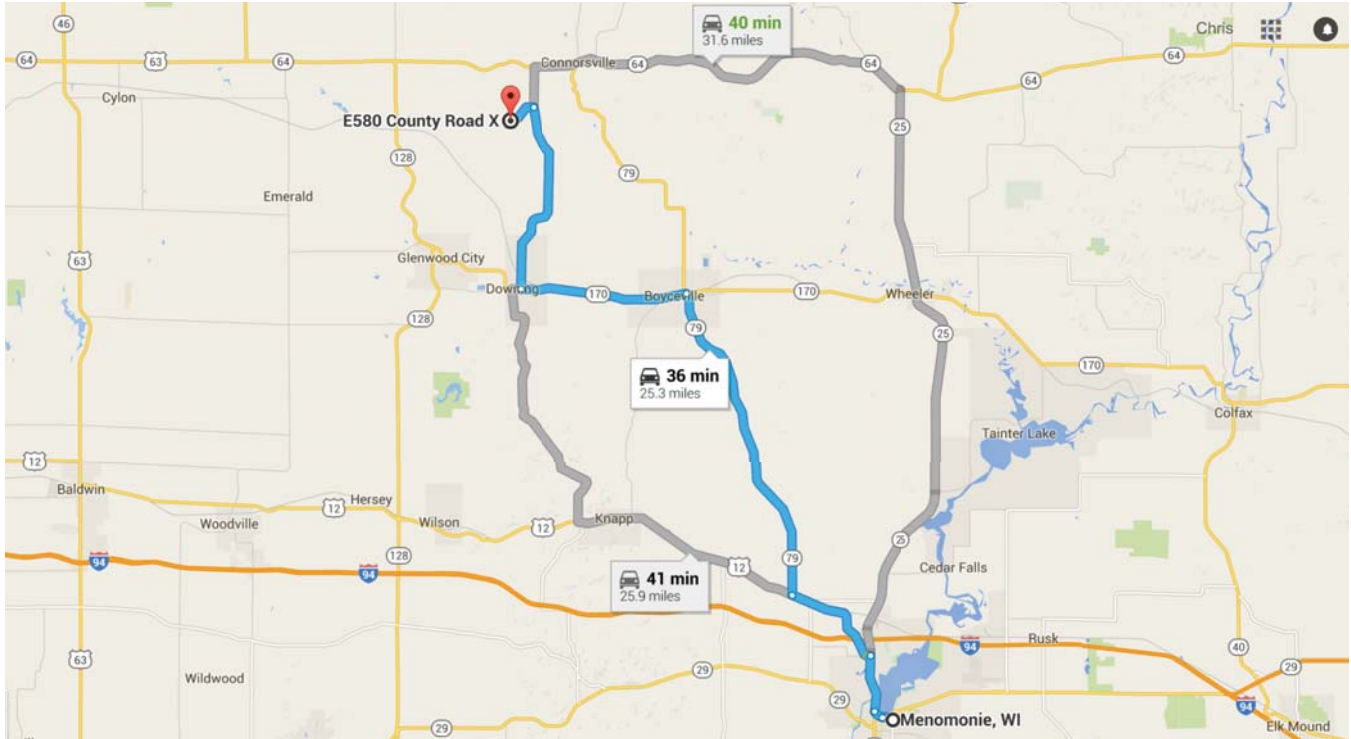 46
64
63
64
Cylon
Connorsville
64
40 min
31.6 miles
64
64
64
Chris
E580 County Road X
128
25
79
Emerald
63
Glenwood City
Downing
170
Boyceville
170
Wheeler
128
79
25
36 min
25.3 miles
170
Colfax
Tainter Lake
12
Baldwin
Hersey
12
Woodville
Wilson
12
Knapp
128
94
94
79
25
12
Cedar Falls
41 min
25.9 miles
94
Rusk
63
40
29
Wildwood
29
29
Menomonie, WI
29
94
Elk Mound